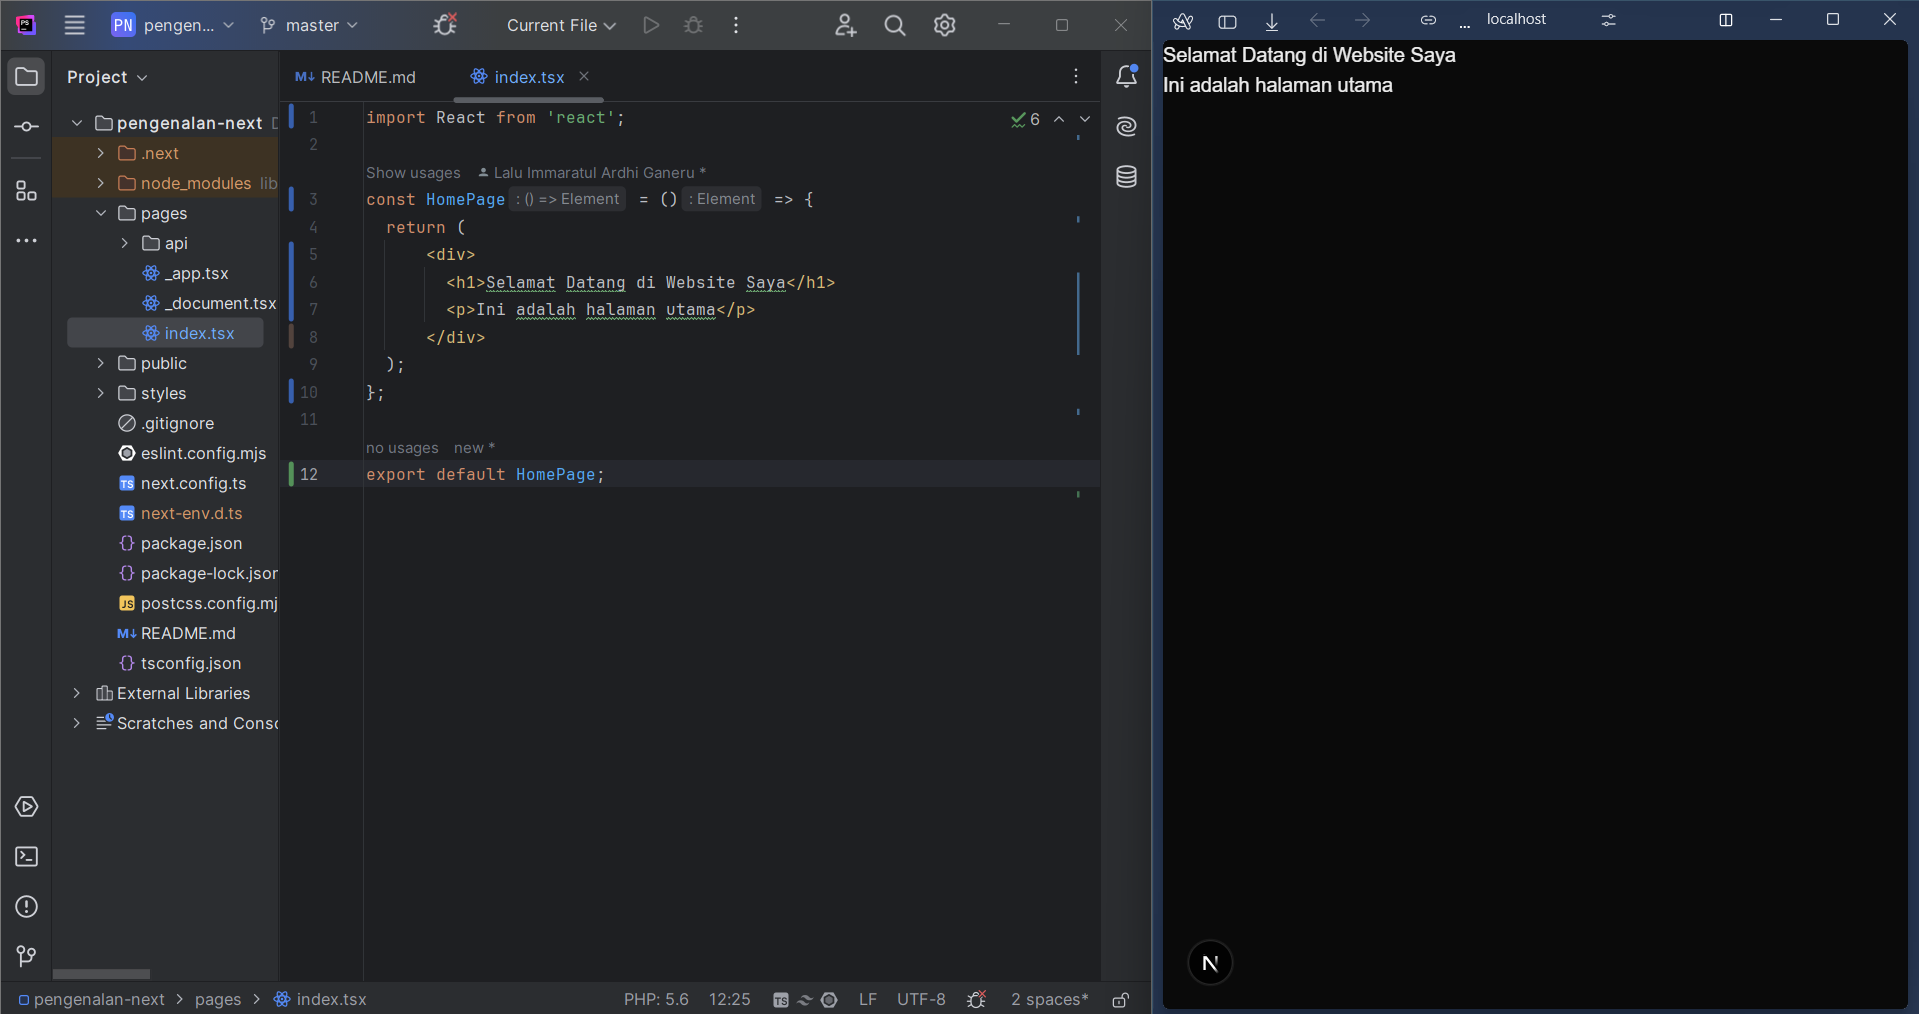 PS
PN pengen...
master
Current File
Project
pengenalan-next
.next
node_modules lib
pages
api
_app.tsx
_document.tsx
index.tsx
public
styles
.gitignore
eslint.config.mjs
TS next.config.ts
TS next-env.d.ts
{} package.json
{} package-lock.jsor
JS postcss.config.mj
M↓ README.md
{} tsconfig.json
External Libraries
Scratches and Consc
M↓ README.md
index.tsx
6
1 import React from 'react';
2
Show usages Lalu Immaratul Ardhi Ganeru *
3 const HomePage : () => Element = () : Element => {
4 return (
5 <div>
6 <h1>Selamat Datang di Website Saya</h1>
7 <p>Ini adalah halaman utama</p>
8 </div>
9 );
10 };
11
no usages new *
12 export default HomePage;
pengenalan-next > pages > index.tsx
PHP: 5.6 12:25 TS LF UTF-8 2 spaces*
... localhost
Selamat Datang di Website Saya
Ini adalah halaman utama
N